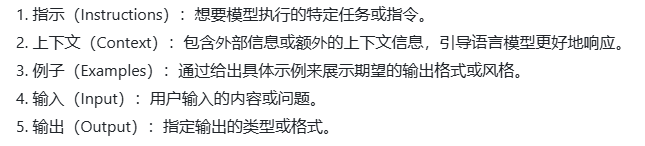 1. 指示（Instructions）：想要模型执行的特定任务或指令。
2. 上下文（Context）：包含外部信息或额外的上下文信息，引导语言模型更好地响应。
3. 例子（Examples）：通过给出具体示例来展示期望的输出格式或风格。
4. 输入（Input）：用户输入的内容或问题。
5. 输出（Output）：指定输出的类型或格式。